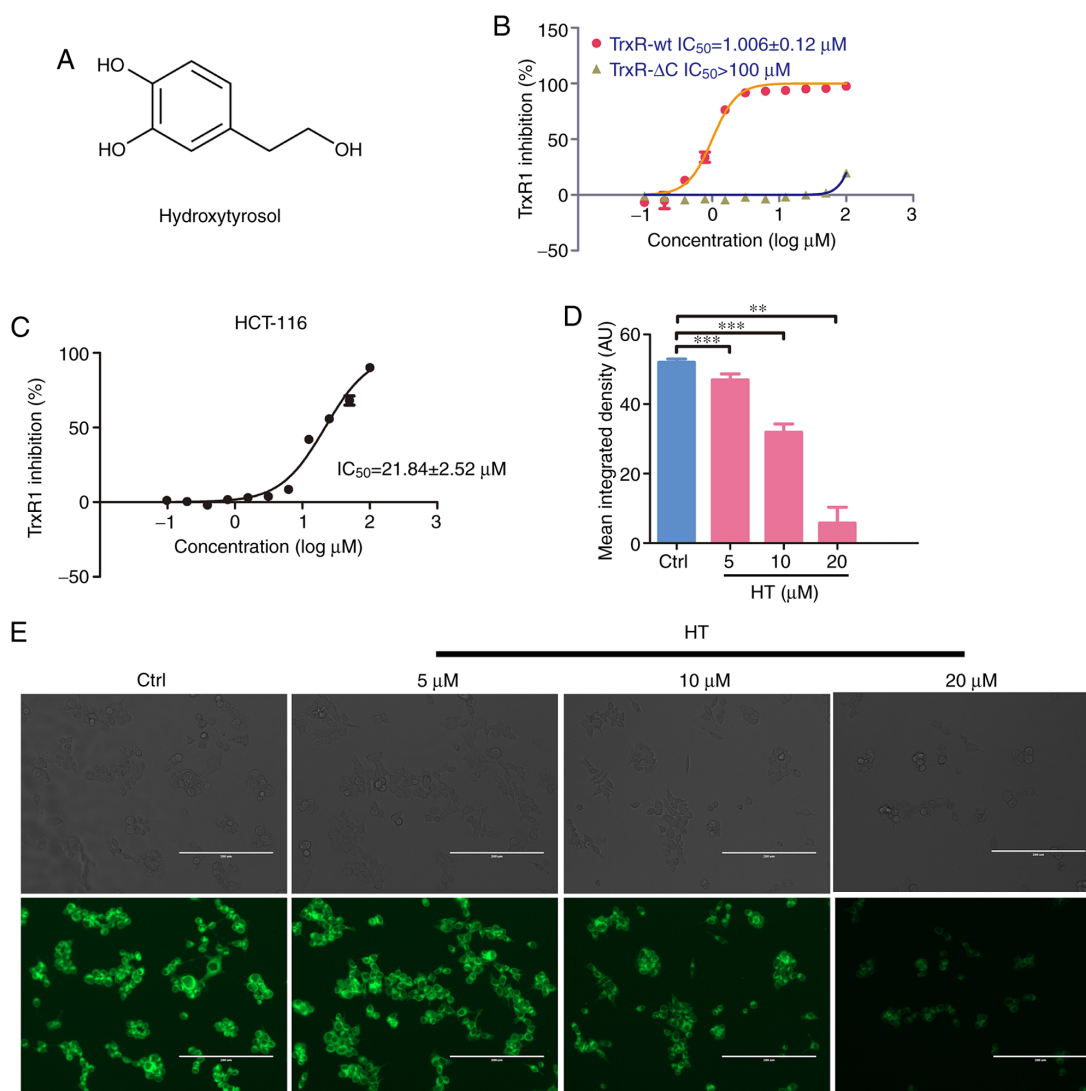 A
HO
HO
OH
Hydroxytyrosol
B
TrxR1 inhibition (%)
150
100
50
0
−50
TrxR-wt IC50=1.006±0.12 μM
TrxR-ΔC IC50>100 μM
−1 0 1 2 3
Concentration (log μM)
C
HCT-116
TrxR1 inhibition (%)
100
50
0
−50
IC50=21.84±2.52 μM
−1 0 1 2 3
Concentration (log μM)
D
Mean integrated density (AU)
60
40
20
0
**
***
***
Ctrl 5 10 20
HT (μM)
E
HT
Ctrl 5 μM 10 μM 20 μM